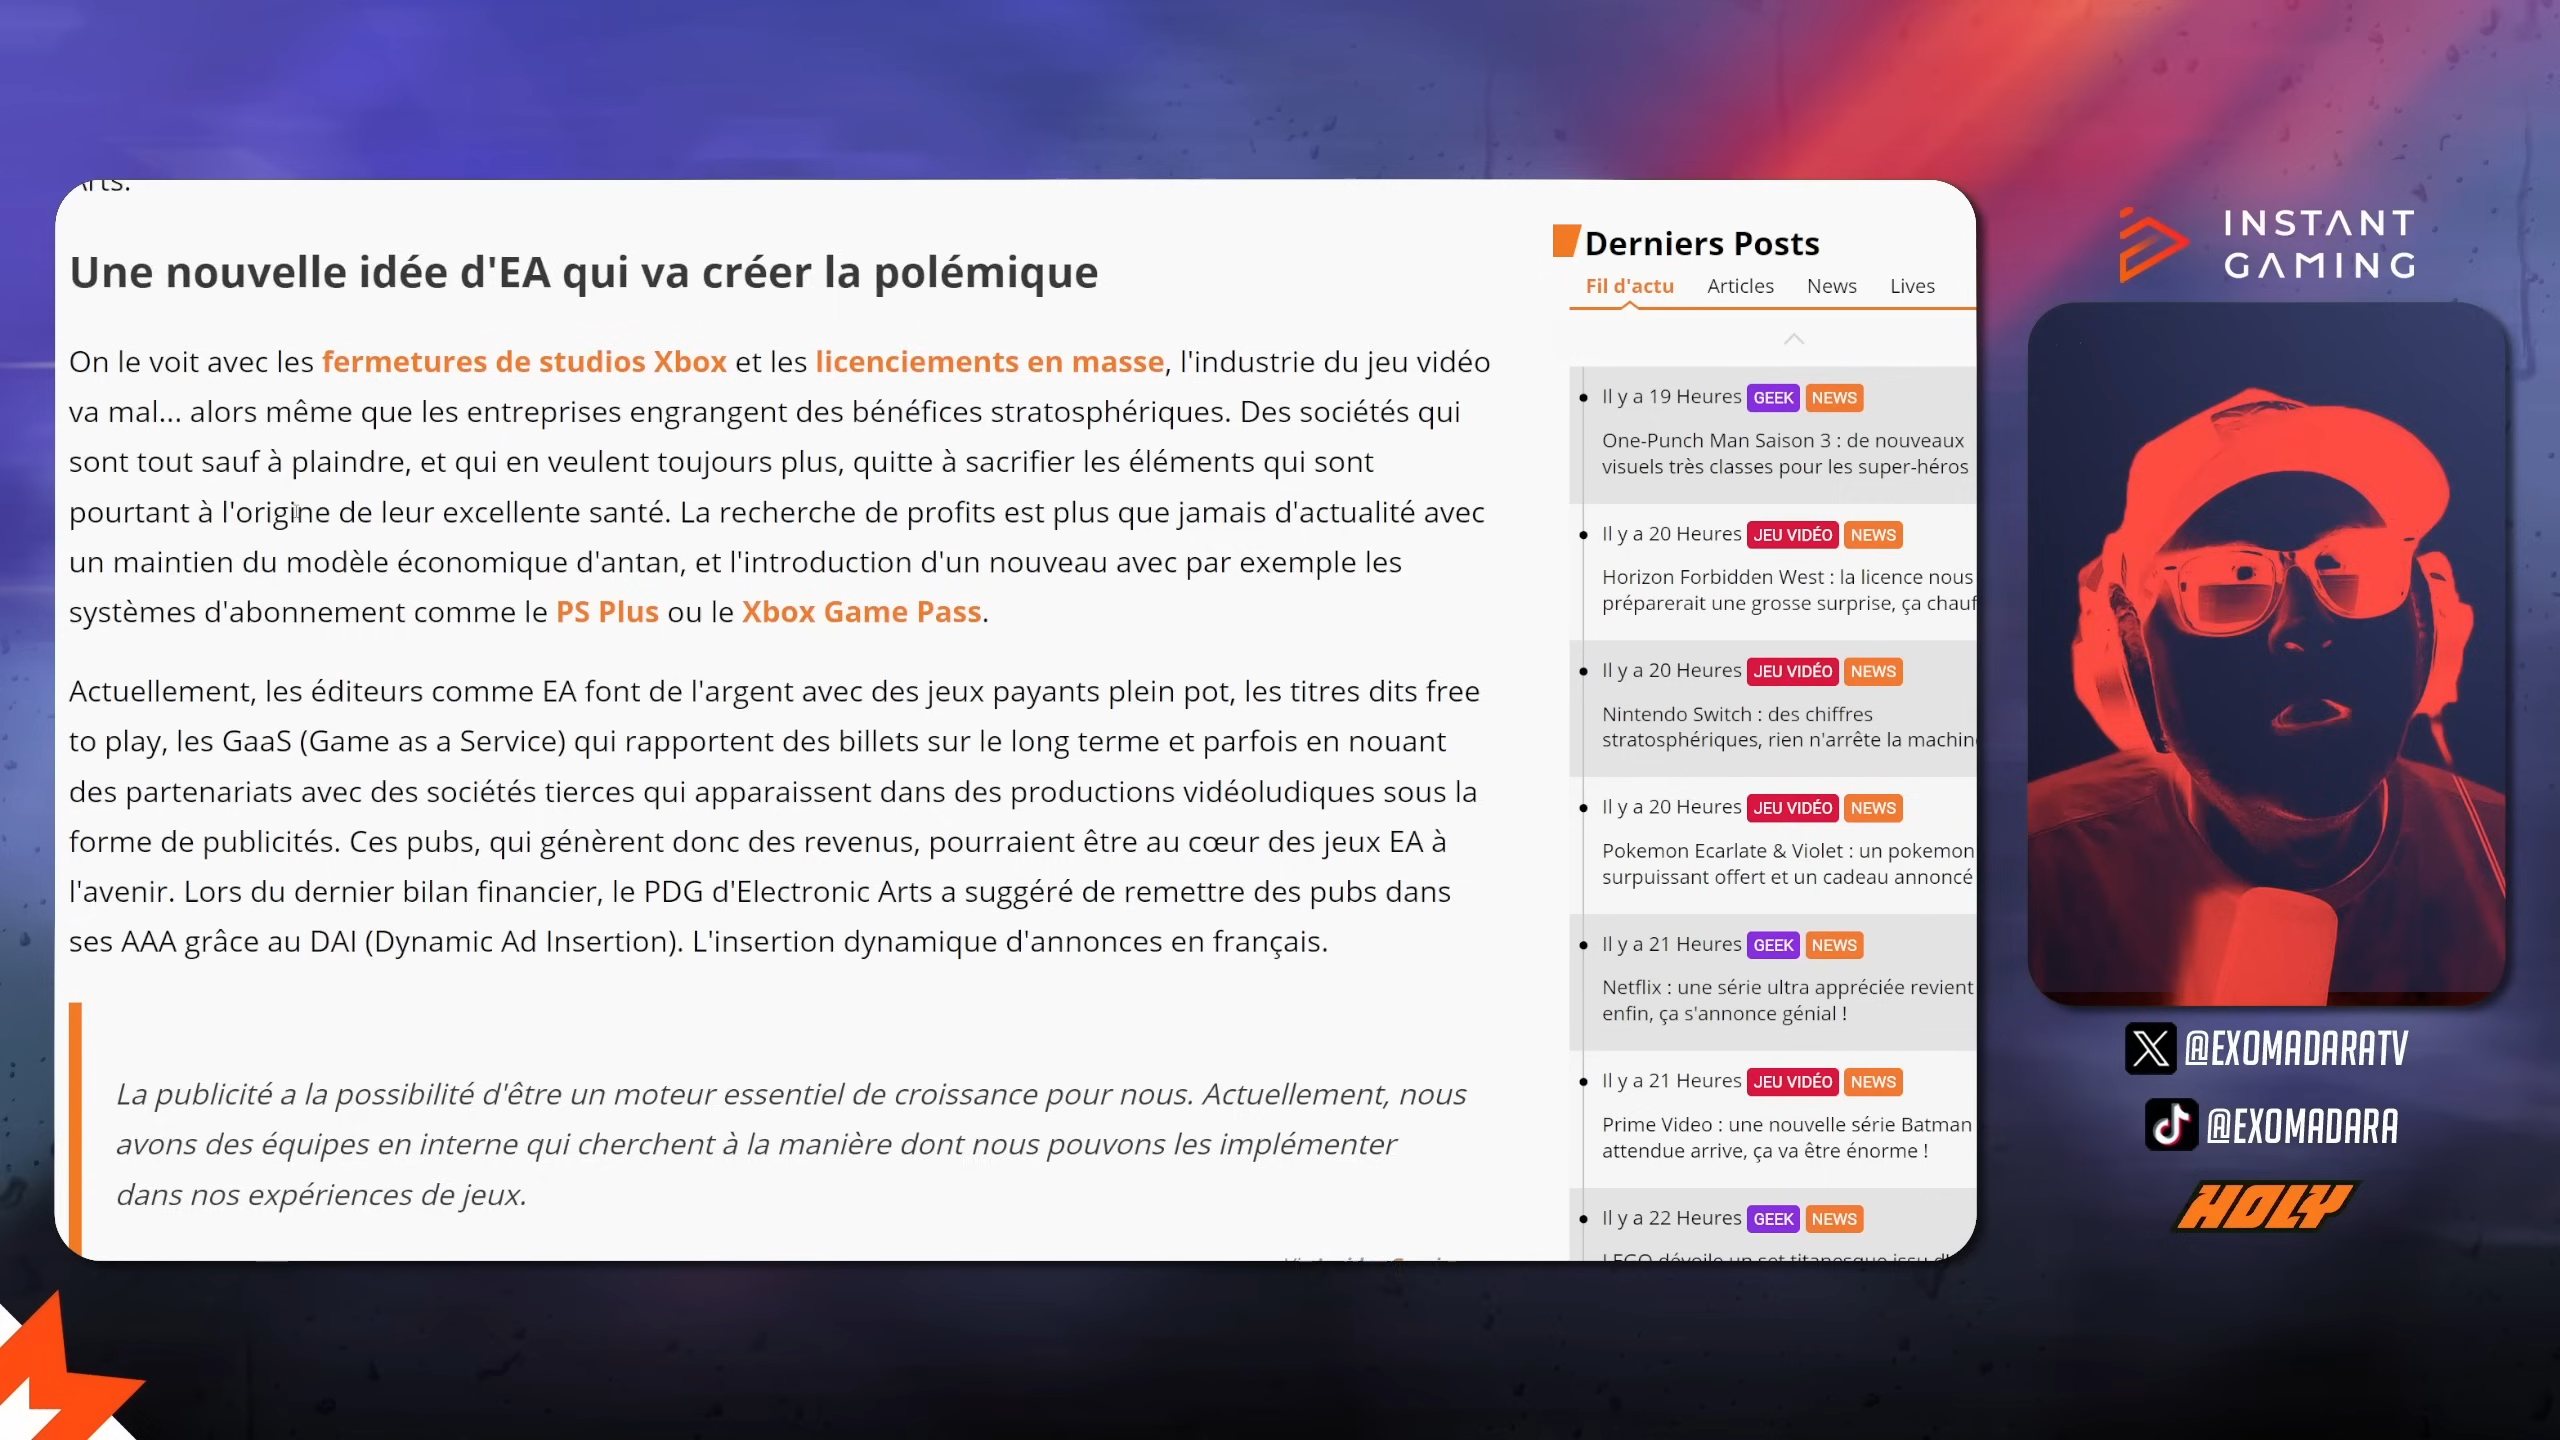 Arts.
Une nouvelle idée d'EA qui va créer la polémique
On le voit avec les fermetures de studios Xbox et les licenciements en masse, l'industrie du jeu vidéo
va mal... alors même que les entreprises engrangent des bénéfices stratosphériques. Des sociétés qui
sont tout sauf à plaindre, et qui en veulent toujours plus, quitte à sacrifier les éléments qui sont
pourtant à l'origine de leur excellente santé. La recherche de profits est plus que jamais d'actualité avec
un maintien du modèle économique d'antan, et l'introduction d'un nouveau avec par exemple les
systèmes d'abonnement comme le PS Plus ou le Xbox Game Pass.
Actuellement, les éditeurs comme EA font de l'argent avec des jeux payants plein pot, les titres dits free
to play, les GaaS (Game as a Service) qui rapportent des billets sur le long terme et parfois en nouant
des partenariats avec des sociétés tierces qui apparaissent dans des productions vidéoludiques sous la
forme de publicités. Ces pubs, qui génèrent donc des revenus, pourraient être au cœur des jeux EA à
l'avenir. Lors du dernier bilan financier, le PDG d'Electronic Arts a suggéré de remettre des pubs dans
ses AAA grâce au DAI (Dynamic Ad Insertion). L'insertion dynamique d'annonces en français.
La publicité a la possibilité d'être un moteur essentiel de croissance pour nous. Actuellement, nous
avons des équipes en interne qui cherchent à la manière dont nous pouvons les implémenter
dans nos expériences de jeux.
Derniers Posts
Fil d'actu Articles News Lives
Il y a 19 Heures GEEK NEWS
One-Punch Man Saison 3 : de nouveaux
visuels très classes pour les super-héros
Il y a 20 Heures JEU VIDÉO NEWS
Horizon Forbidden West : la licence nous
préparerait une grosse surprise, ça chauf
Il y a 20 Heures JEU VIDÉO NEWS
Nintendo Switch : des chiffres
stratosphériques, rien n'arrête la machin
Il y a 20 Heures JEU VIDÉO NEWS
Pokemon Ecarlate & Violet : un pokemon
surpuissant offert et un cadeau annoncé
Il y a 21 Heures GEEK NEWS
Netflix : une série ultra appréciée revient
enfin, ça s'annonce génial !
Il y a 21 Heures JEU VIDÉO NEWS
Prime Video : une nouvelle série Batman
attendue arrive, ça va être énorme !
Il y a 22 Heures GEEK NEWS
LEGO dévoile un set titanesque issu d'
INSTANT
GAMING
@EXOMADARATV
@EXOMADARA
HOLY